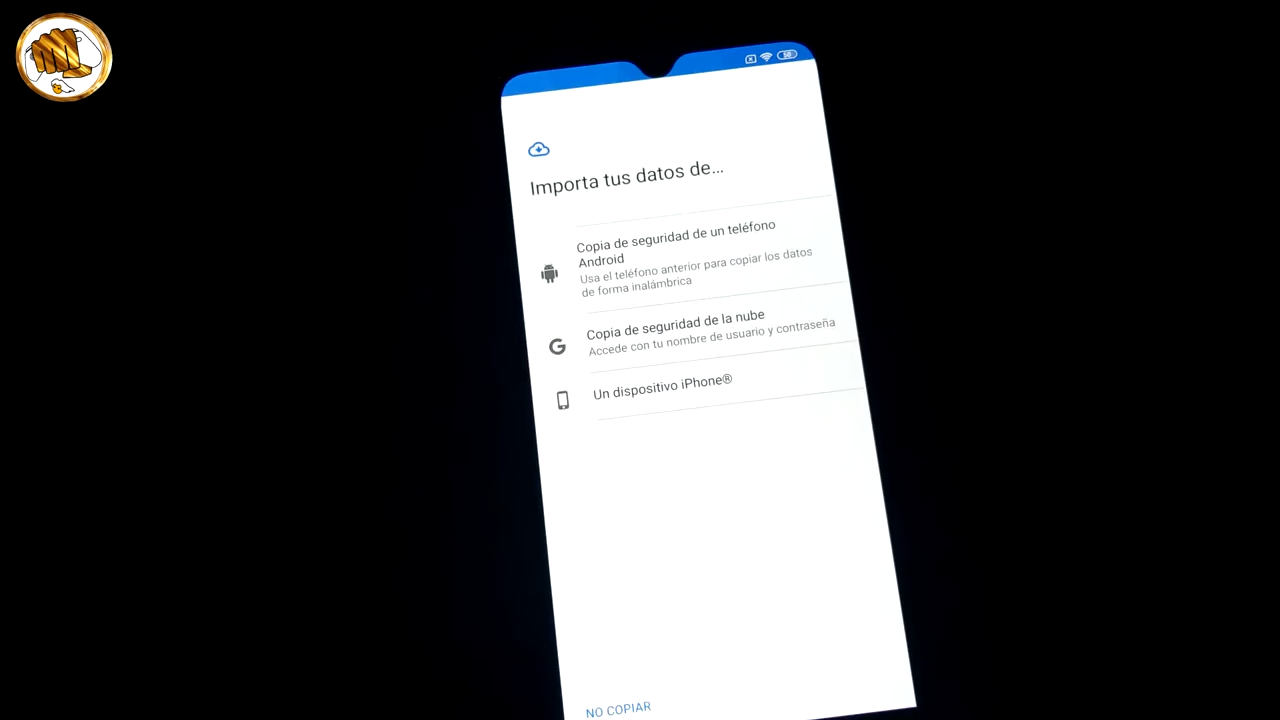 58
Importa tus datos de...
Copia de seguridad de un teléfono
Android
Usa el teléfono anterior para copiar los datos
de forma inalámbrica
Copia de seguridad de la nube
Accede con tu nombre de usuario y contraseña
Un dispositivo iPhone®
NO COPIAR